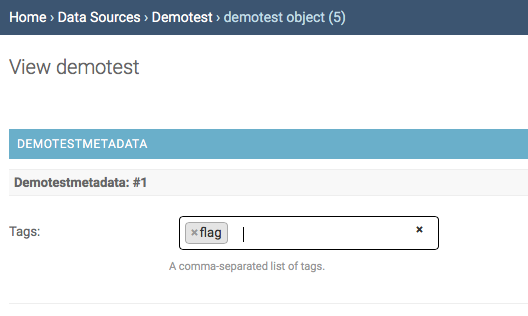 Home › Data Sources › Demotest › demotest object (5)
View demotest
DEMOTESTMETADATA
Demotestmetadata: #1
Tags: ×flag ×
A comma-separated list of tags.